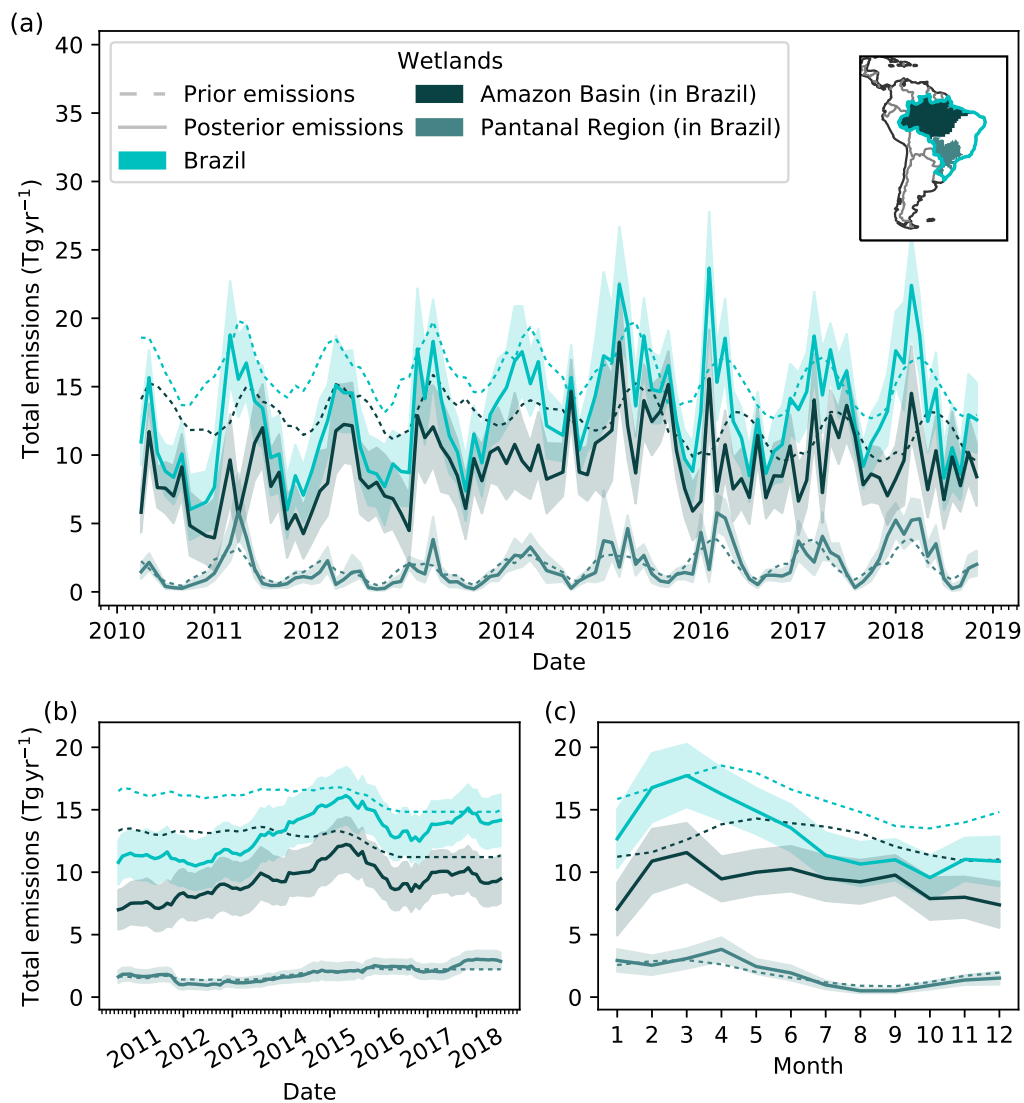 (a)
Total emissions (Tg yr⁻¹)
40
35
30
25
20
15
10
5
0
Wetlands
Prior emissions
Posterior emissions
Brazil
Amazon Basin (in Brazil)
Pantanal Region (in Brazil)
2010 2011 2012 2013 2014 2015 2016 2017 2018 2019
Date
(b)
Total emissions (Tg yr⁻¹)
20
15
10
5
0
2011 2012 2013 2014 2015 2016 2017 2018
Date
(c)
20
15
10
5
0
1 2 3 4 5 6 7 8 9 10 11 12
Month